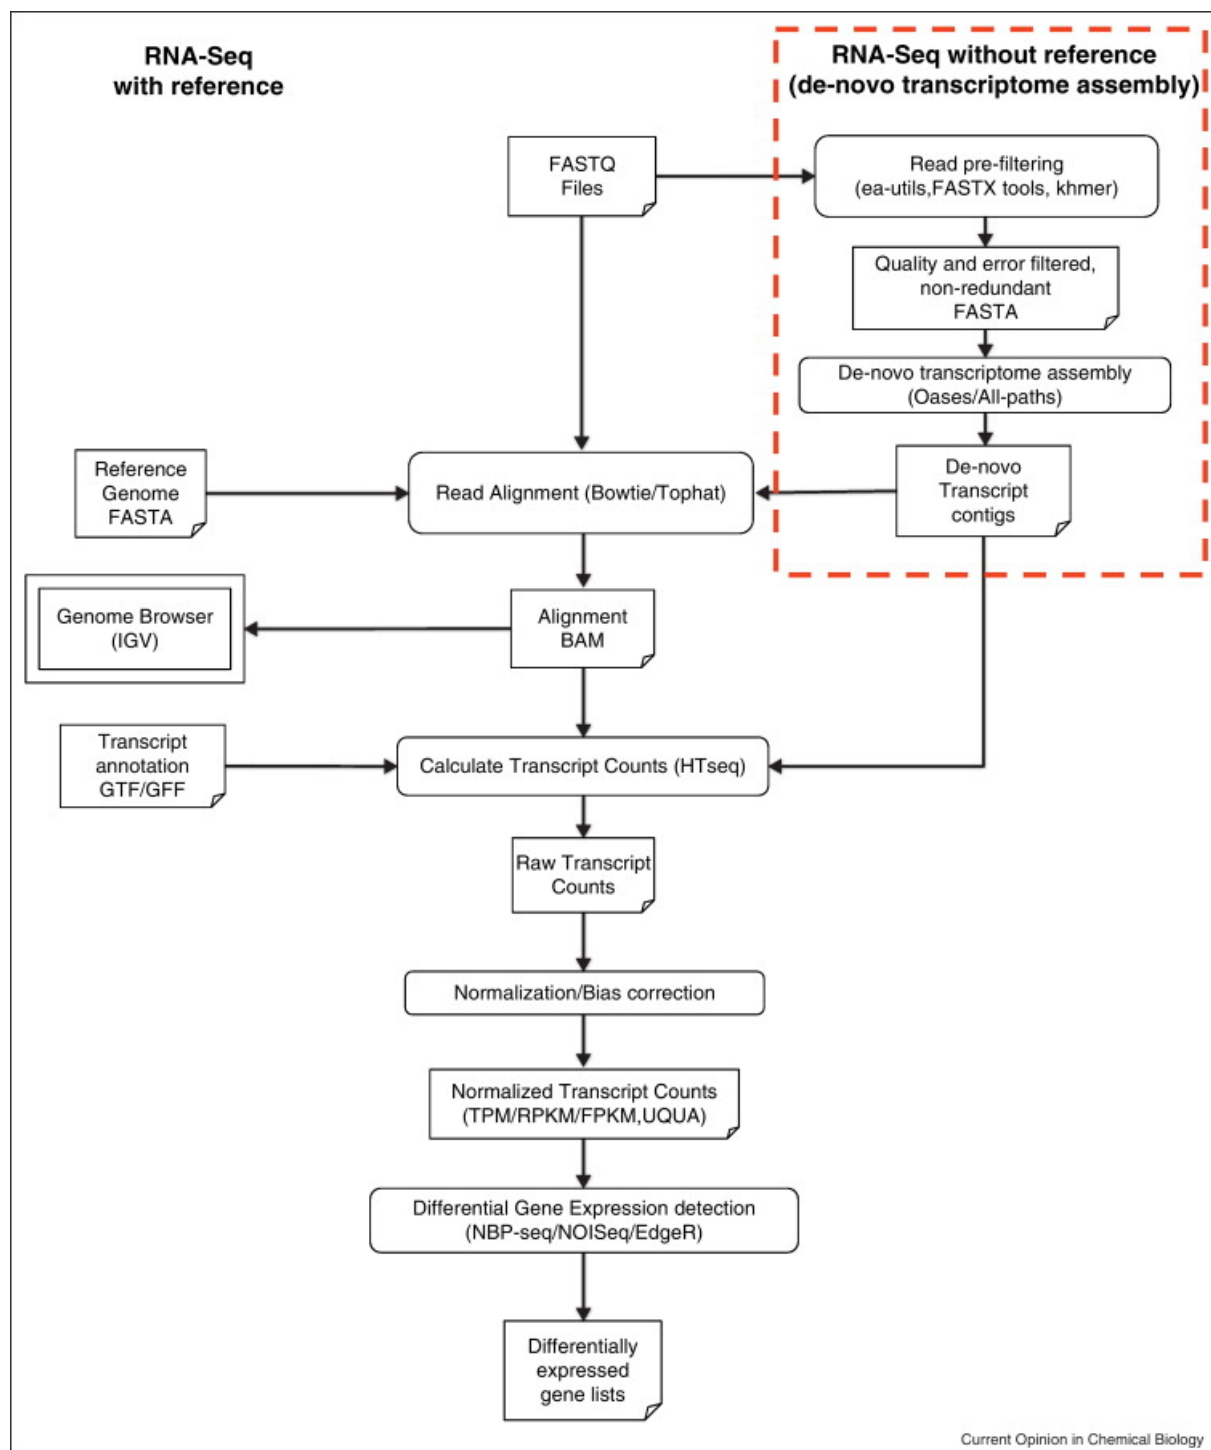 RNA-Seq
with reference
RNA-Seq without reference
(de-novo transcriptome assembly)
FASTQ
Files
Read pre-filtering
(ea-utils,FASTX tools, khmer)
Quality and error filtered,
non-redundant
FASTA
De-novo transcriptome assembly
(Oases/All-paths)
Reference
Genome
FASTA
Read Alignment (Bowtie/Tophat)
De-novo
Transcript
contigs
Genome Browser
(IGV)
Alignment
BAM
Transcript
annotation
GTF/GFF
Calculate Transcript Counts (HTseq)
Raw Transcript
Counts
Normalization/Bias correction
Normalized Transcript Counts
(TPM/RPKM/FPKM,UQUA)
Differential Gene Expression detection
(NBP-seq/NOISeq/EdgeR)
Differentially
expressed
gene lists
Current Opinion in Chemical Biology